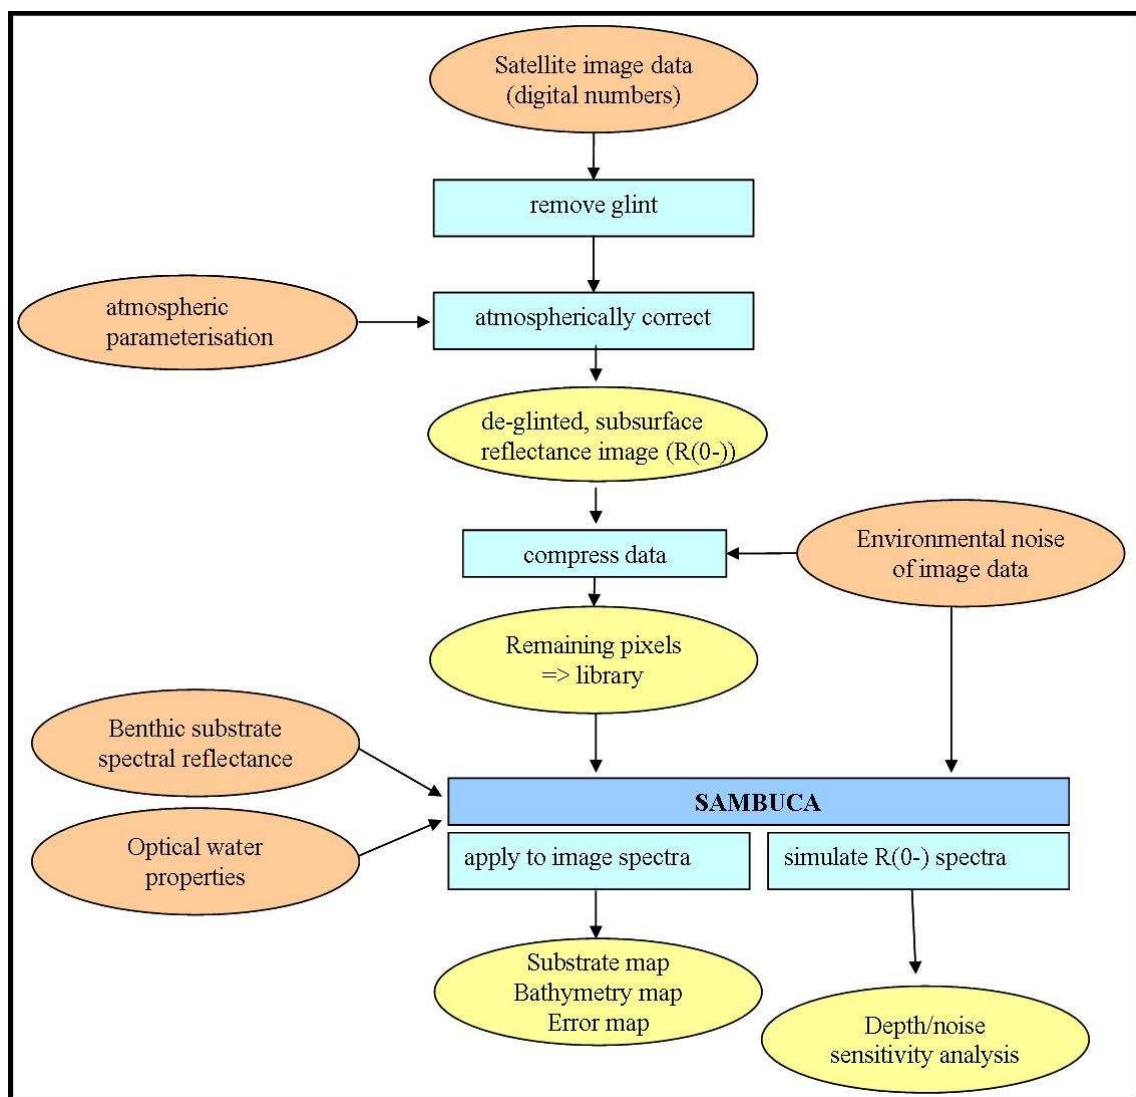 Satellite image data
(digital numbers)
remove glint
atmospheric
parameterisation
atmospherically correct
de-glinted, subsurface
reflectance image (R(0-))
compress data
Environmental noise
of image data
Remaining pixels
=> library
Benthic substrate
spectral reflectance
SAMBUCA
Optical water
properties
apply to image spectra
simulate R(0-) spectra
Substrate map
Bathymetry map
Error map
Depth/noise
sensitivity analysis